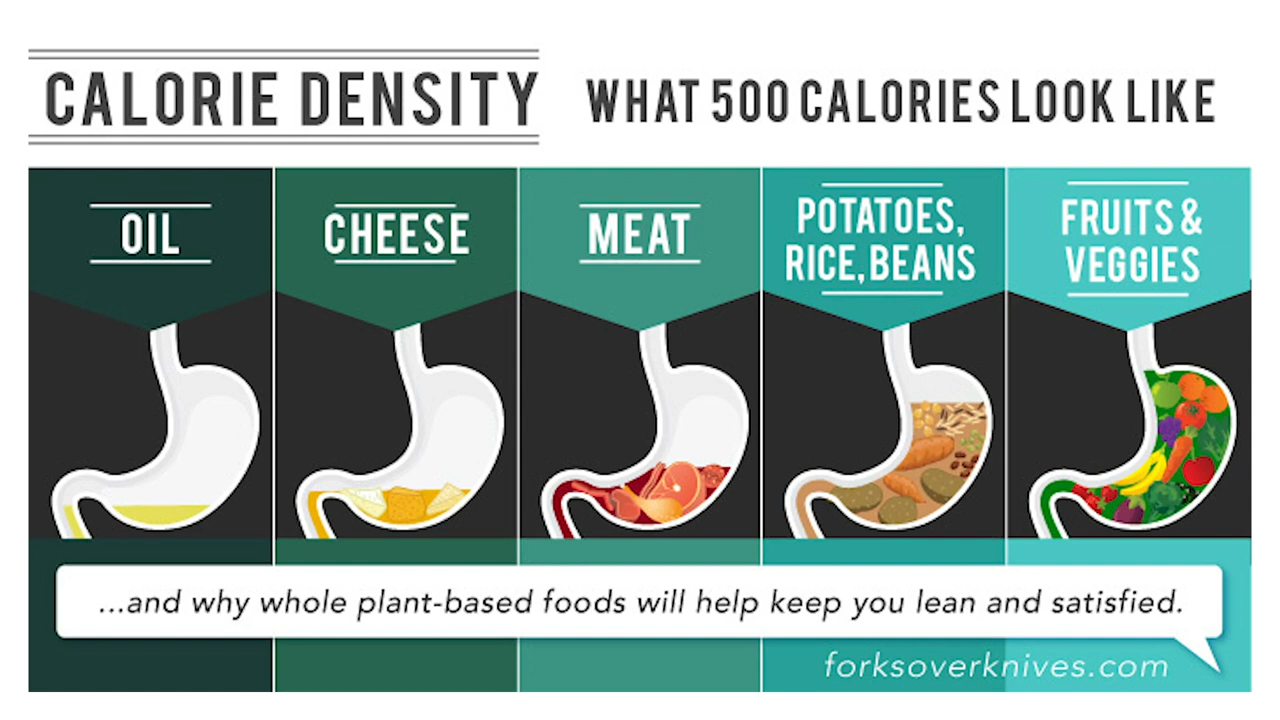 CALORIE DENSITY
WHAT 500 CALORIES LOOK LIKE
OIL
CHEESE
MEAT
POTATOES,
RICE, BEANS
FRUITS &
VEGGIES
...and why whole plant-based foods will help keep you lean and satisfied.
forksoverknives.com